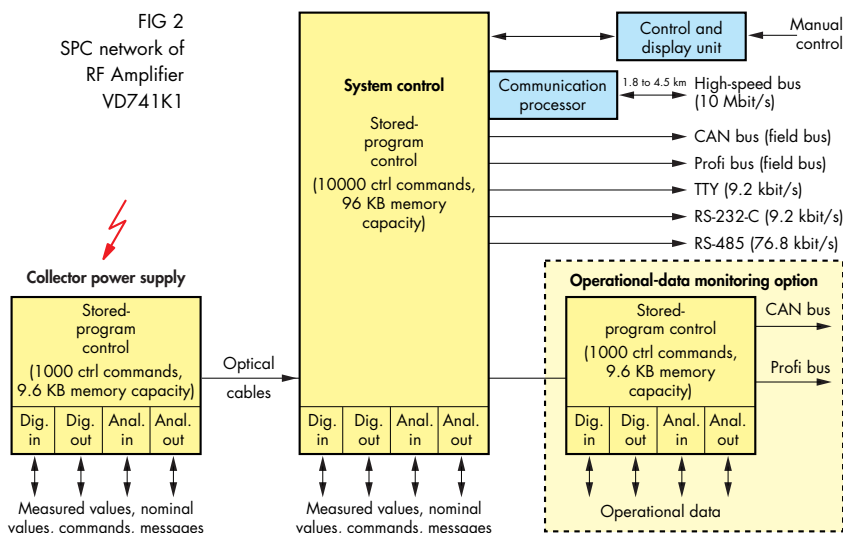 FIG 2
SPC network of
RF Amplifier
VD741K1
System control
Stored-
program
control
(10000 ctrl commands,
96 KB memory
capacity)
Control and
display unit
Manual
control
Communication
processor
1.8 to 4.5 km
High-speed bus
(10 Mbit/s)
CAN bus (field bus)
Profi bus (field bus)
TTY (9.2 kbit/s)
RS-232-C (9.2 kbit/s)
RS-485 (76.8 kbit/s)
Collector power supply
Stored-
program
control
(1000 ctrl commands,
9.6 KB memory capacity)
Dig. in
Dig. out
Anal. in
Anal. out
Measured values, nominal
values, commands, messages
Optical
cables
Dig. in
Dig. out
Anal. in
Anal. out
Measured values, nominal
values, commands, messages
Operational-data monitoring option
Stored-
program control
(1000 ctrl commands,
9.6 KB memory
capacity)
CAN bus
Profi bus
Dig. in
Dig. out
Anal. in
Anal. out
Operational data